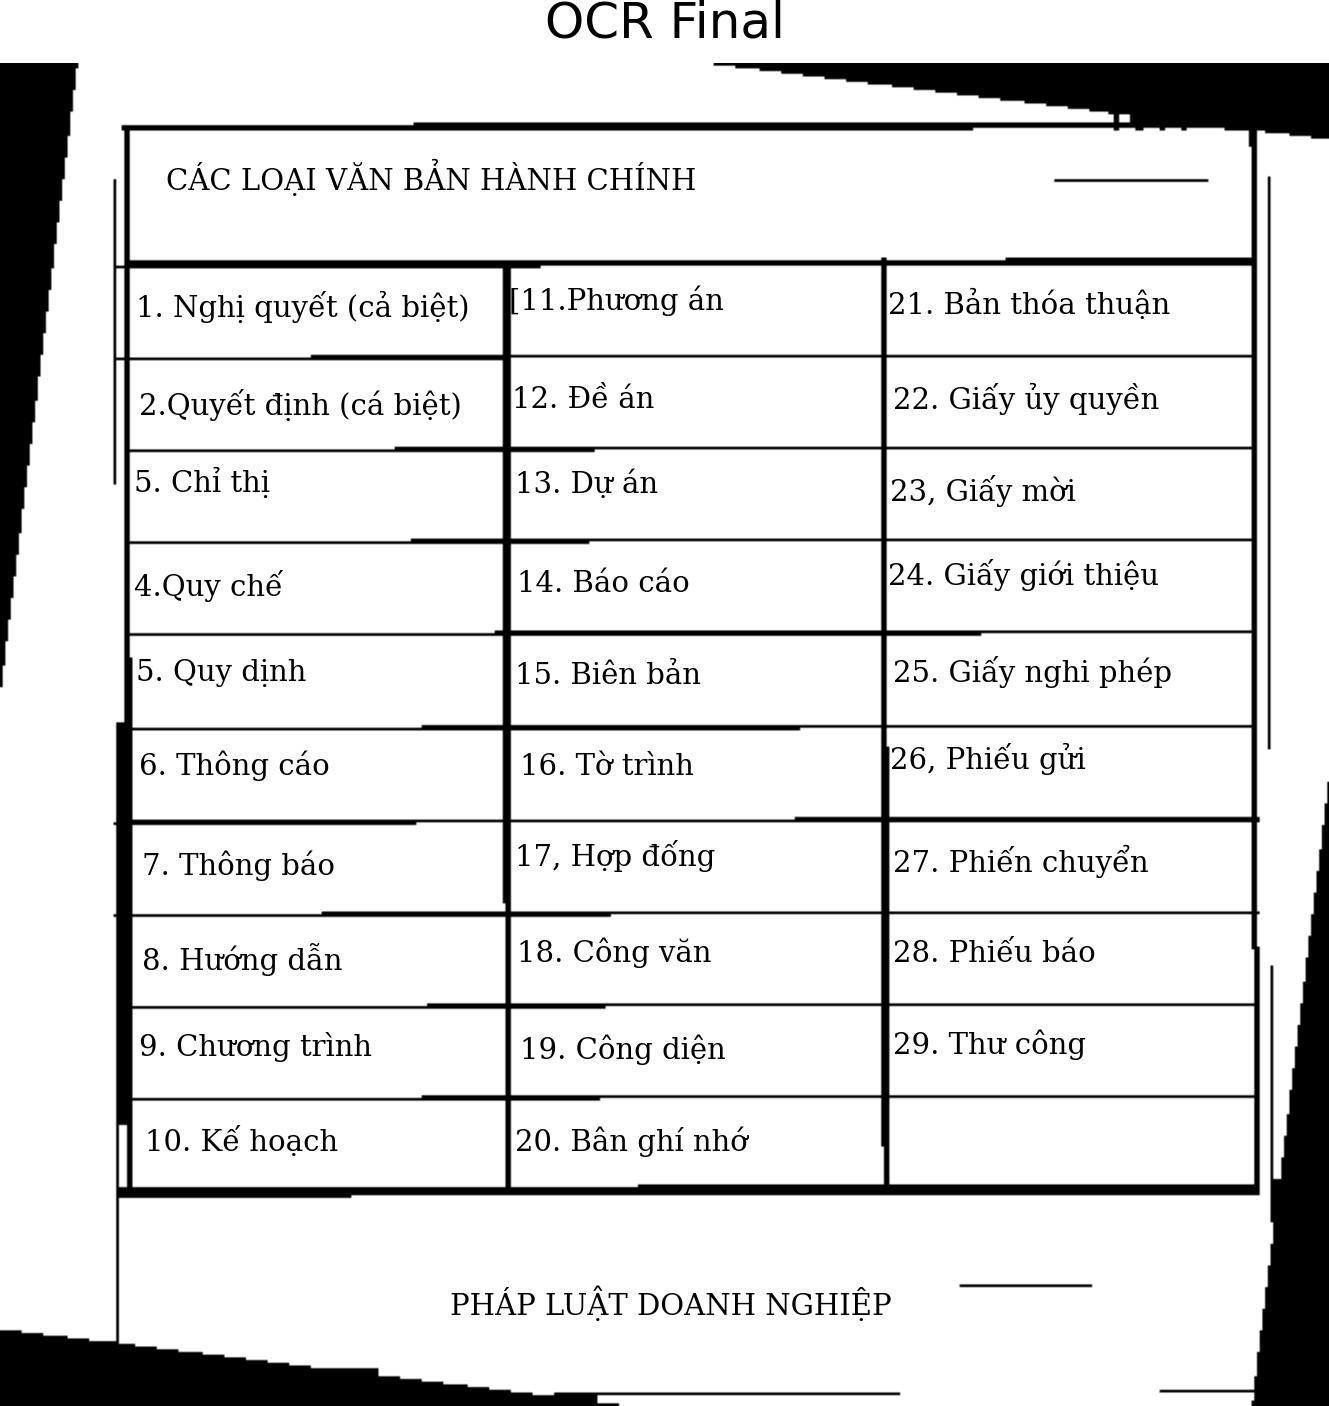 OCR Final
CÁC LOẠI VĂN BẢN HÀNH CHÍNH
1. Nghị quyết (cả biệt)
[11.Phương án
21. Bản thóa thuận
2.Quyết định (cá biệt)
12. Đề án
22. Giấy ủy quyền
5. Chỉ thị
13. Dự án
23, Giấy mời
4.Quy chế
14. Báo cáo
24. Giấy giới thiệu
5. Quy dịnh
15. Biên bản
25. Giấy nghi phép
6. Thông cáo
16. Tờ trình
26, Phiếu gửi
7. Thông báo
17, Hợp đống
27. Phiến chuyển
8. Hướng dẫn
18. Công văn
28. Phiếu báo
9. Chương trình
19. Công diện
29. Thư công
10. Kế hoạch
20. Bân ghí nhớ
PHÁP LUẬT DOANH NGHIỆP